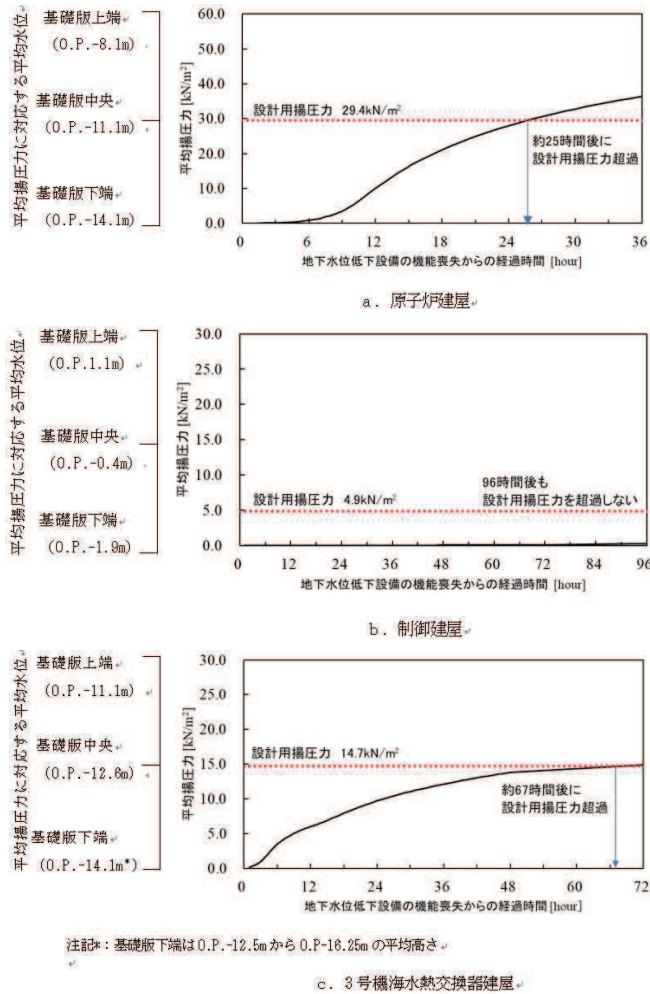 平均揚圧力に対応する平均水位
基礎版上端
(O.P.-8.1m)
基礎版中央
(O.P.-11.1m)
基礎版下端
(O.P.-14.1m)
平均揚圧力 [kN/m²]
60.0
50.0
40.0
30.0
20.0
10.0
0.0
設計用揚圧力 29.4kN/m²
約25時間後に
設計用揚圧力超過
0 6 12 18 24 30 36
地下水位低下設備の機能喪失からの経過時間 [hour]
a. 原子炉建屋
平均揚圧力に対応する平均水位
基礎版上端
(O.P.1.1m)
基礎版中央
(O.P.-0.4m)
基礎版下端
(O.P.-1.9m)
平均揚圧力 [kN/m²]
30.0
25.0
20.0
15.0
10.0
5.0
0.0
設計用揚圧力 4.9kN/m²
96時間後も
設計用揚圧力を超過しない
0 12 24 36 48 60 72 84 96
地下水位低下設備の機能喪失からの経過時間 [hour]
b. 制御建屋
平均揚圧力に対応する平均水位
基礎版上端
(O.P.-11.1m)
基礎版中央
(O.P.-12.6m)
基礎版下端
(O.P.-14.1m*)
平均揚圧力 [kN/m²]
30.0
25.0
20.0
15.0
10.0
5.0
0.0
設計用揚圧力 14.7kN/m²
約67時間後に
設計用揚圧力超過
0 12 24 36 48 60 72
地下水位低下設備の機能喪失からの経過時間 [hour]
注記*:基礎版下端はO.P.-12.5mからO.P-16.25mの平均高さ
c. 3号機海水熱交換器建屋